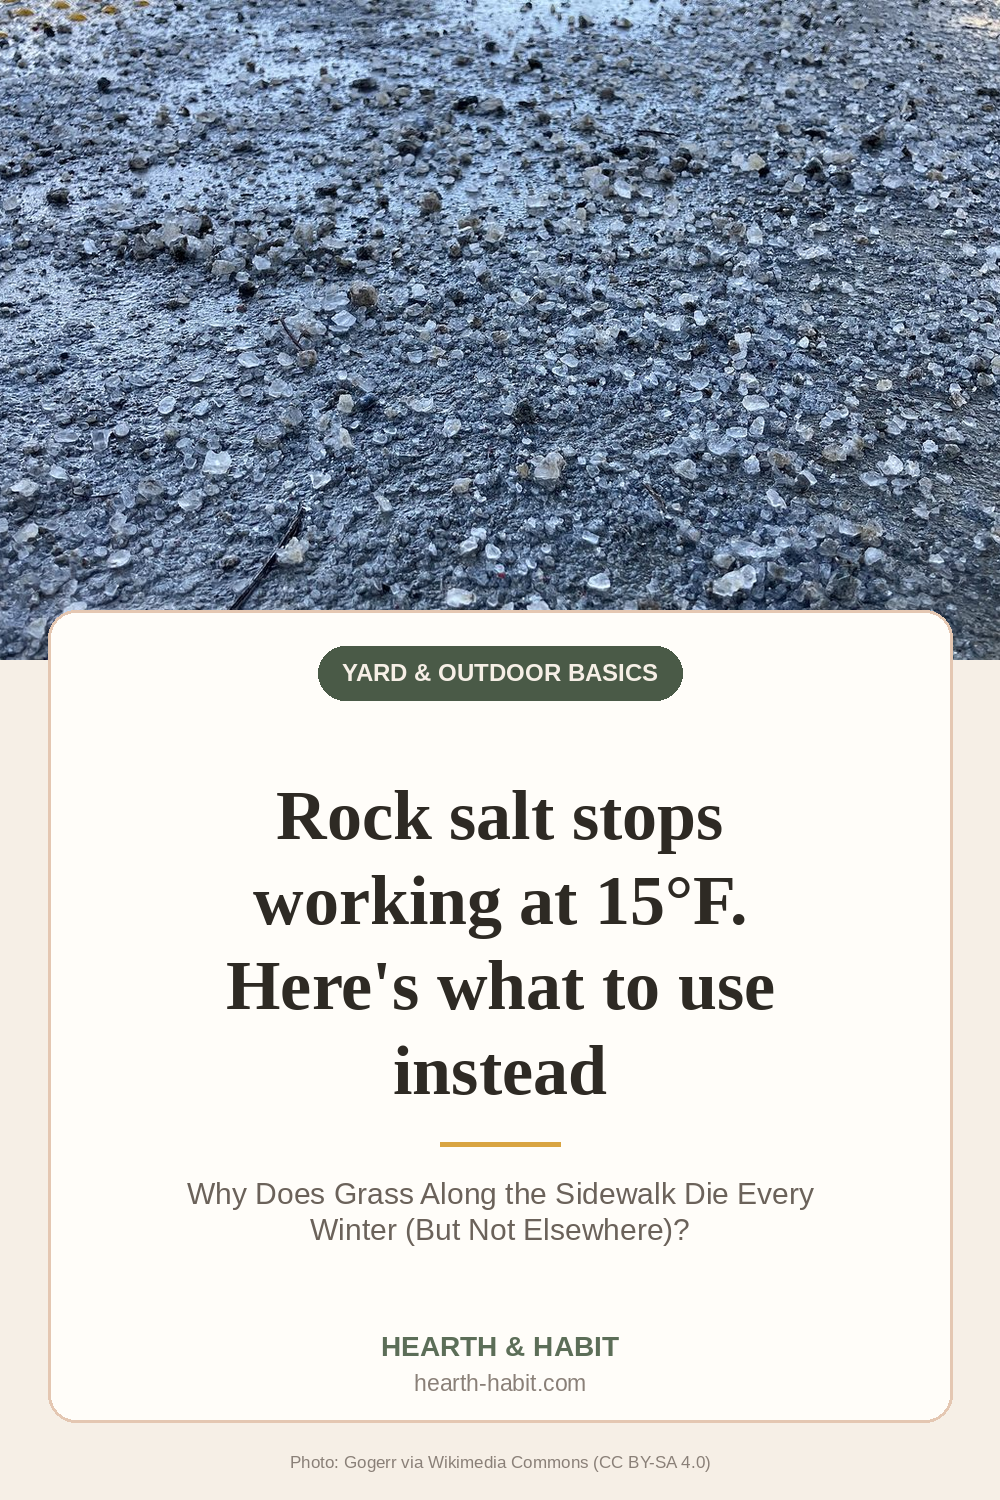 YARD & OUTDOOR BASICS
Rock salt stops
working at 15°F.
Here's what to use
instead
Why Does Grass Along the Sidewalk Die Every
Winter (But Not Elsewhere)?
HEARTH & HABIT
hearth-habit.com
Photo: Gogerr via Wikimedia Commons (CC BY-SA 4.0)